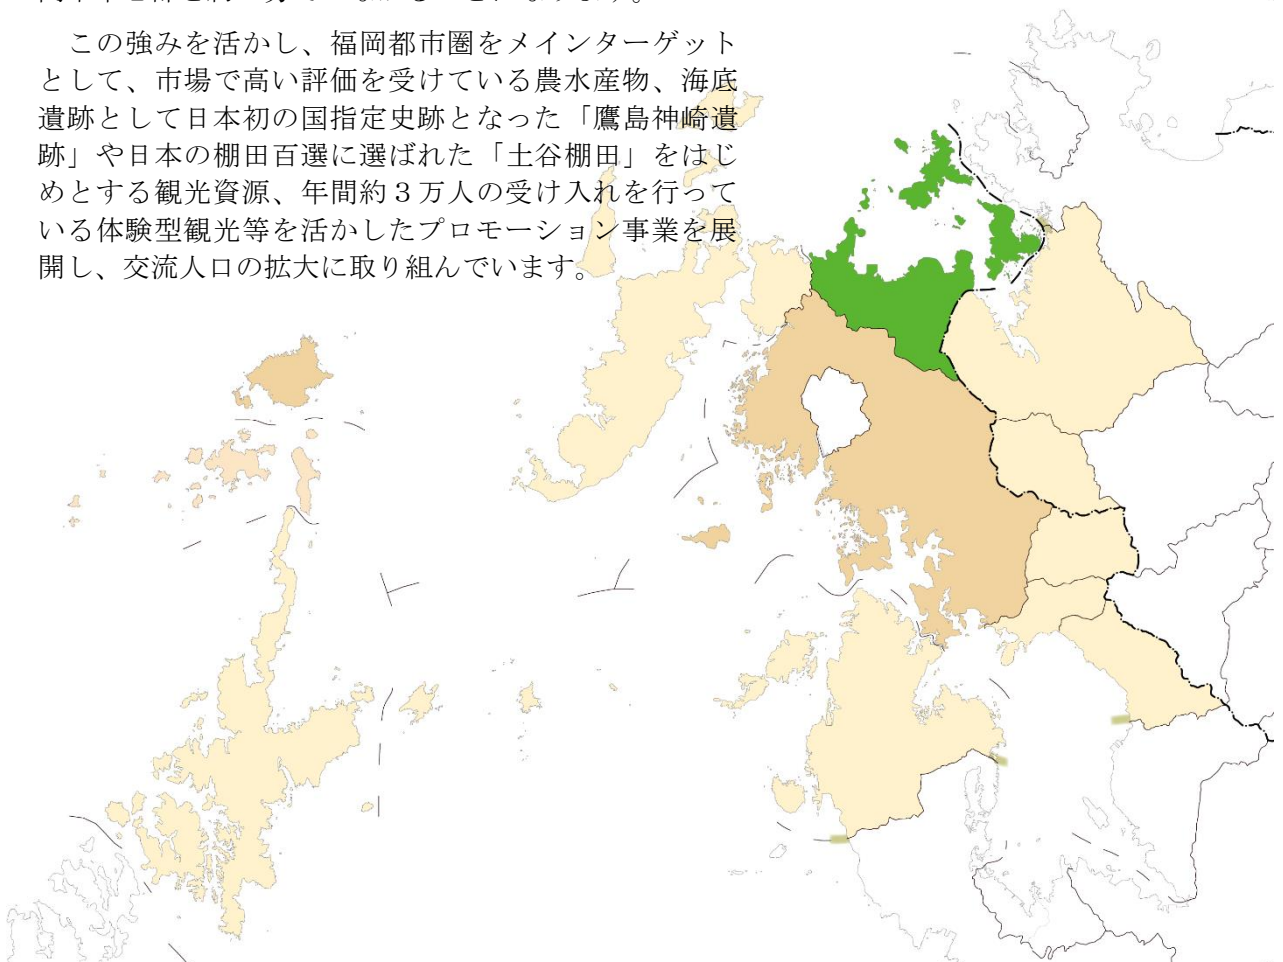 この強みを活かし、福岡都市圏をメインターゲット
として、市場で高い評価を受けている農水産物、海底
遺跡として日本初の国指定史跡となった「鷹島神崎遺
跡」や日本の棚田百選に選ばれた「土谷棚田」をはじ
めとする観光資源、年間約３万人の受け入れを行って
いる体験型観光等を活かしたプロモーション事業を展
開し、交流人口の拡大に取り組んでいます。